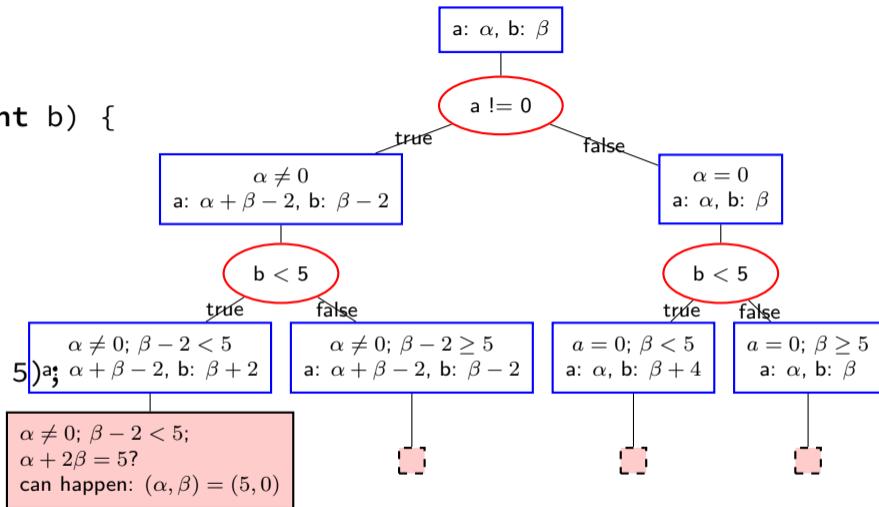 a: α, b: β
a != 0
nt b) {
true
false
α ≠ 0
a: α + β − 2, b: β − 2
α = 0
a: α, b: β
b < 5
b < 5
true
false
true
false
α ≠ 0; β − 2 < 5
a: α + β − 2, b: β + 2
α ≠ 0; β − 2 ≥ 5
a: α + β − 2, b: β − 2
a = 0; β < 5
a: α, b: β + 4
a = 0; β ≥ 5
a: α, b: β
5);
α ≠ 0; β − 2 < 5;
α + 2β = 5?
can happen: (α, β) = (5, 0)